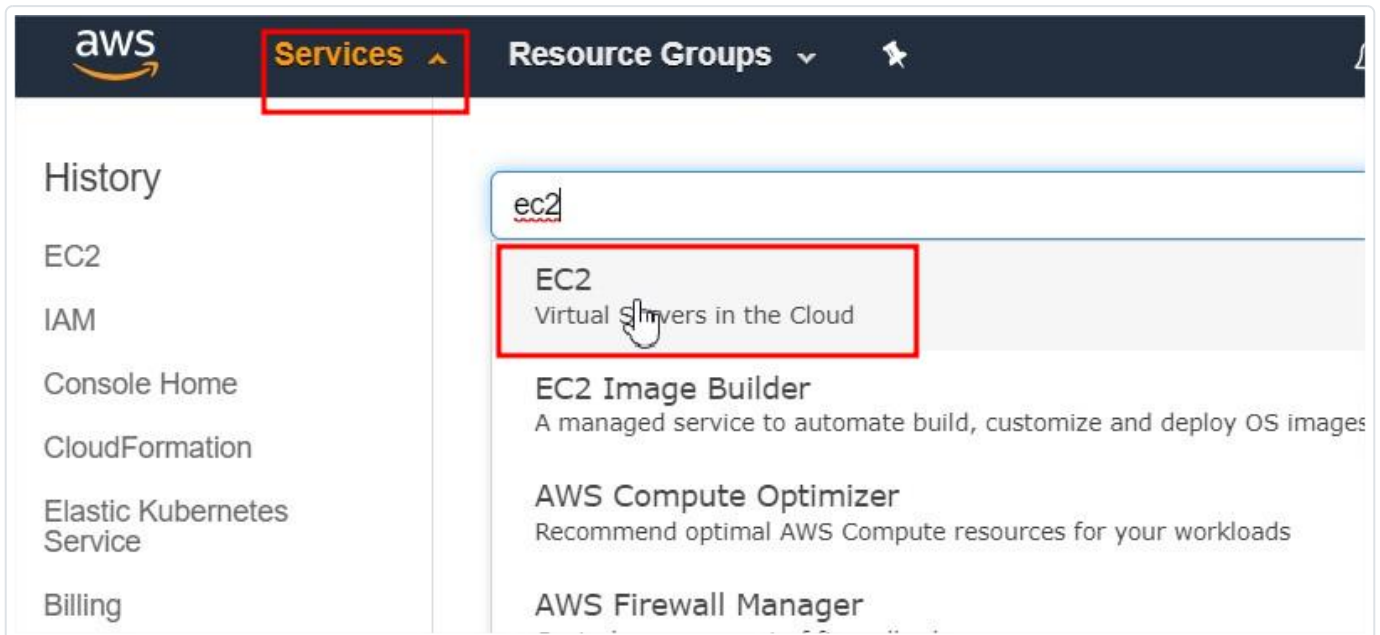 aws
Services
Resource Groups
History
EC2
IAM
Console Home
CloudFormation
Elastic Kubernetes
Service
Billing
ec2
EC2
Virtual Servers in the Cloud
EC2 Image Builder
A managed service to automate build, customize and deploy OS images
AWS Compute Optimizer
Recommend optimal AWS Compute resources for your workloads
AWS Firewall Manager